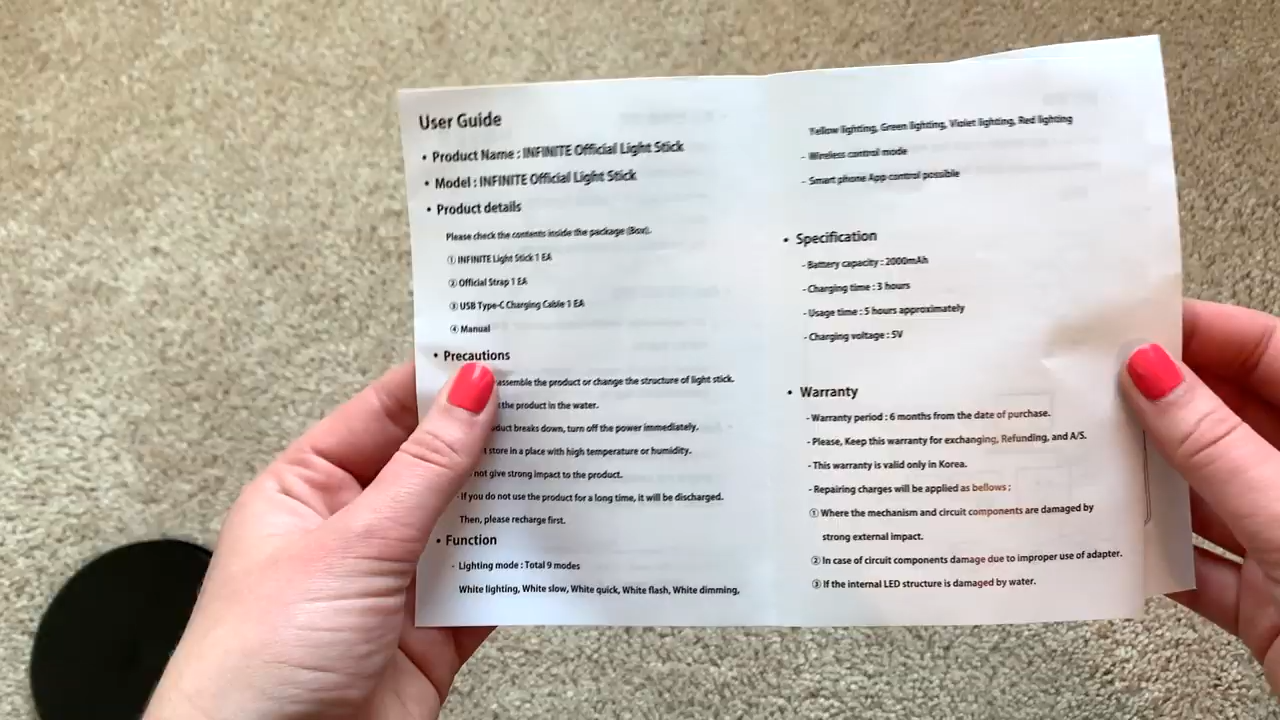 User Guide
• Product Name : INFINITE Official Light Stick
• Model : INFINITE Official Light Stick
• Product details
Please check the contents inside the package (Box).
① INFINITE Light Stick 1 EA
② Official Strap 1 EA
③ USB Type-C Charging Cable 1 EA
④ Manual
• Precautions
assemble the product or change the structure of light stick.
the product in the water.
breaks down, turn off the power immediately.
store in a place with high temperature or humidity.
not give strong impact to the product.
- If you do not use the product for a long time, it will be discharged.
Then, please recharge first.
• Function
- Lighting mode : Total 9 modes
White lighting, White slow, White quick, White flash, White dimming,
Yellow lighting, Green lighting, Violet lighting, Red lighting
- Wireless control mode
- Smart phone App control possible
• Specification
- Battery capacity : 2000mAh
- Charging time : 3 hours
- Usage time : 5 hours approximately
- Charging voltage : 5V
• Warranty
- Warranty period : 6 months from the date of purchase.
- Please, Keep this warranty for exchanging, Refunding, and A/S.
- This warranty is valid only in Korea.
- Repairing charges will be applied as bellows ;
① Where the mechanism and circuit components are damaged by
strong external impact.
② In case of circuit components damage due to improper use of adapter.
③ If the internal LED structure is damaged by water.